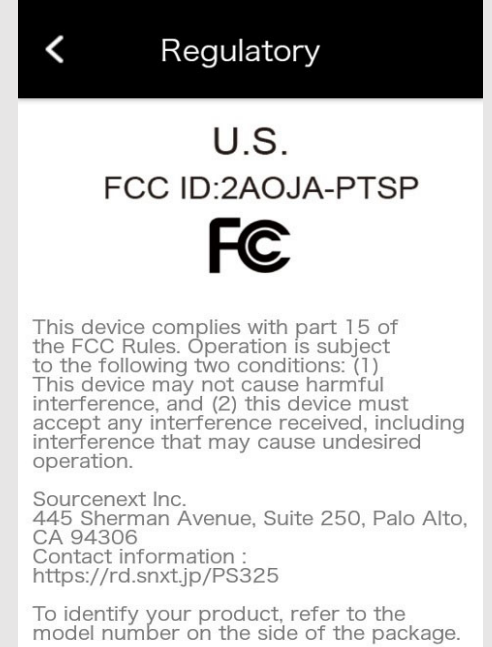 Regulatory
U.S.
FCC ID:2AOJA-PTSP
FC
This device complies with part 15 of
the FCC Rules. Operation is subject
to the following two conditions: (1)
This device may not cause harmful
interference, and (2) this device must
accept any interference received, including
interference that may cause undesired
operation.
Sourcenext Inc.
445 Sherman Avenue, Suite 250, Palo Alto,
CA 94306
Contact information :
https://rd.snxt.jp/PS325
To identify your product, refer to the
model number on the side of the package.